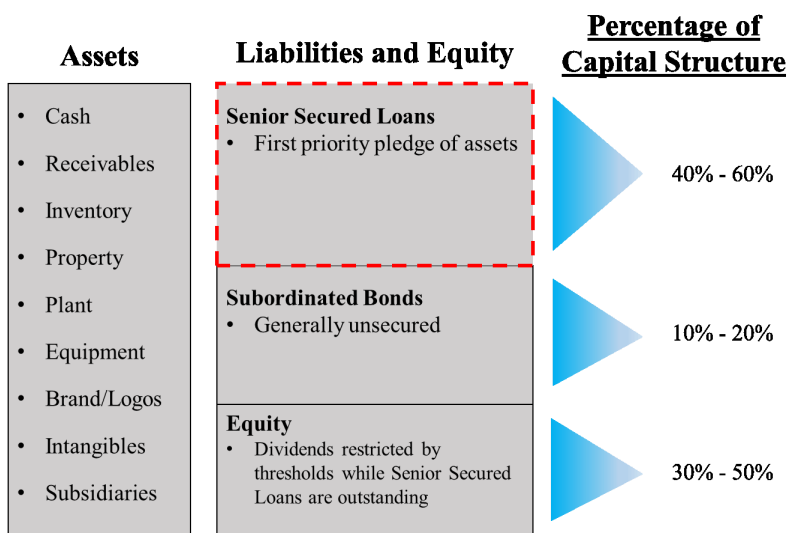 Assets
• Cash
• Receivables
• Inventory
• Property
• Plant
• Equipment
• Brand/Logos
• Intangibles
• Subsidiaries
Liabilities and Equity
Senior Secured Loans
• First priority pledge of assets
Subordinated Bonds
• Generally unsecured
Equity
• Dividends restricted by
thresholds while Senior Secured
Loans are outstanding
Percentage of
Capital Structure
40% - 60%
10% - 20%
30% - 50%